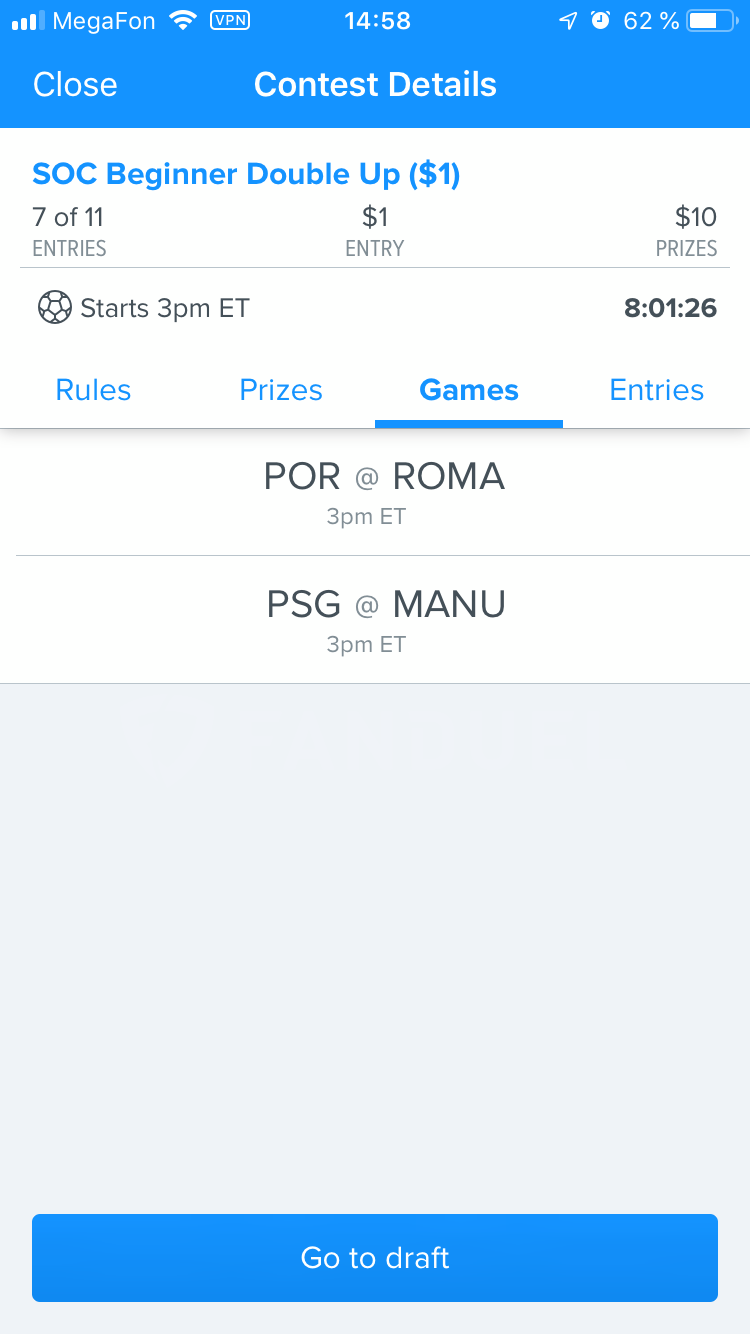 MegaFon VPN 14:58 62 %
Close Contest Details
SOC Beginner Double Up ($1)
7 of 11 $1 $10
ENTRIES ENTRY PRIZES
Starts 3pm ET 8:01:26
Rules Prizes Games Entries
POR @ ROMA
3pm ET
PSG @ MANU
3pm ET
FANDUEL
Go to draft